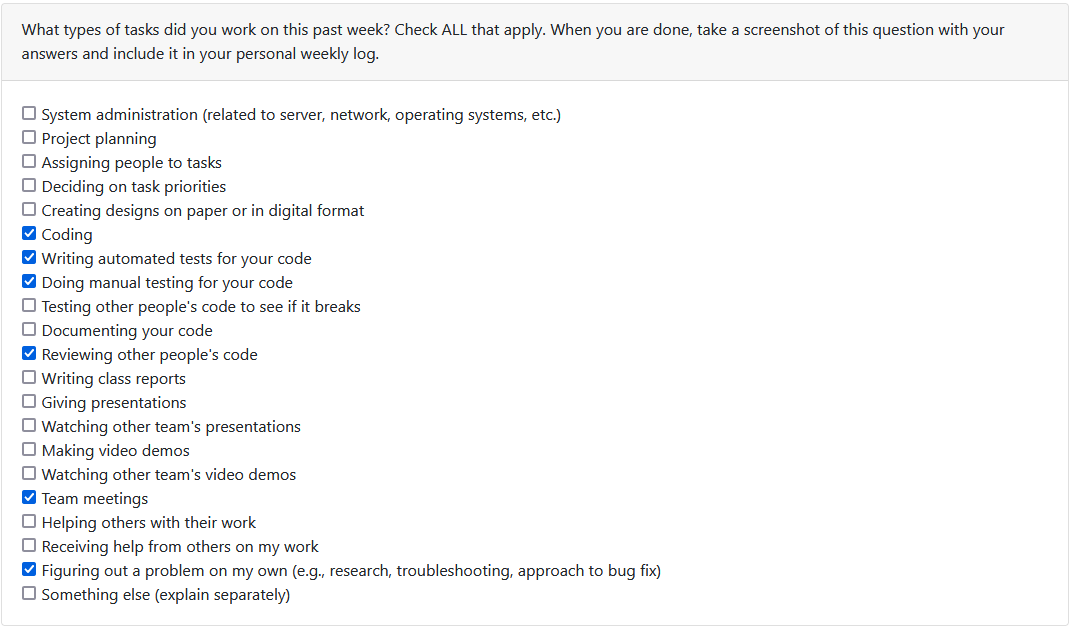 What types of tasks did you work on this past week? Check ALL that apply. When you are done, take a screenshot of this question with your
answers and include it in your personal weekly log.
System administration (related to server, network, operating systems, etc.)
Project planning
Assigning people to tasks
Deciding on task priorities
Creating designs on paper or in digital format
Coding
Writing automated tests for your code
Doing manual testing for your code
Testing other people's code to see if it breaks
Documenting your code
Reviewing other people's code
Writing class reports
Giving presentations
Watching other team's presentations
Making video demos
Watching other team's video demos
Team meetings
Helping others with their work
Receiving help from others on my work
Figuring out a problem on my own (e.g., research, troubleshooting, approach to bug fix)
Something else (explain separately)